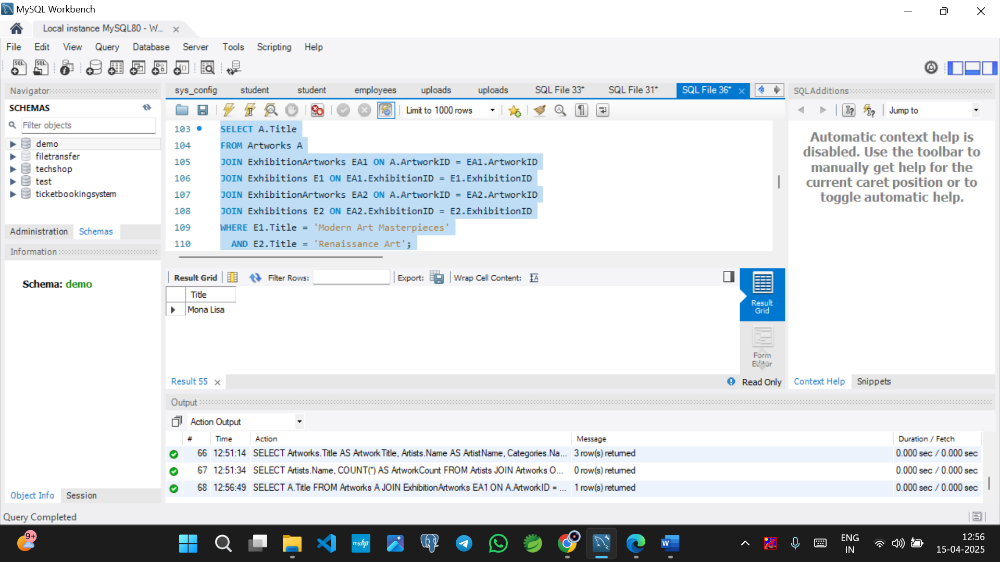 MySQL Workbench
Local instance MySQL80 - W...
File Edit View Query Database Server Tools Scripting Help
Navigator
SCHEMAS
Filter objects
demo
filetransfer
techshop
test
ticketbookingsystem
Administration Schemas
Information
Schema: demo
Object Info Session
sys_config student student employees uploads uploads SQL File 33* SQL File 31* SQL File 36*
Limit to 1000 rows
103 SELECT A.Title
104 FROM Artworks A
105 JOIN ExhibitionArtworks EA1 ON A.ArtworkID = EA1.ArtworkID
106 JOIN Exhibitions E1 ON EA1.ExhibitionID = E1.ExhibitionID
107 JOIN ExhibitionArtworks EA2 ON A.ArtworkID = EA2.ArtworkID
108 JOIN Exhibitions E2 ON EA2.ExhibitionID = E2.ExhibitionID
109 WHERE E1.Title = 'Modern Art Masterpieces'
110 AND E2.Title = 'Renaissance Art';
Result Grid Filter Rows: Export: Wrap Cell Content:
Title
Mona Lisa
Result Grid
Form Editor
Result 55
Read Only
SQLAdditions
Jump to
Automatic context help is
disabled. Use the toolbar to
manually get help for the
current caret position or to
toggle automatic help.
Context Help Snippets
Output
Action Output
# Time Action Message Duration / Fetch
66 12:51:14 SELECT Artworks.Title AS ArtworkTitle, Artists.Name AS ArtistName, Categories.Na... 3 row(s) returned 0.000 sec / 0.000 sec
67 12:51:34 SELECT Artists.Name, COUNT(*) AS ArtworkCount FROM Artists JOIN Artworks O... 0 row(s) returned 0.000 sec / 0.000 sec
68 12:56:49 SELECT A.Title FROM Artworks A JOIN ExhibitionArtworks EA1 ON A.ArtworkID = ... 1 row(s) returned 0.000 sec / 0.000 sec
Query Completed
9+
myhp
ENG
IN
12:56
15-04-2025